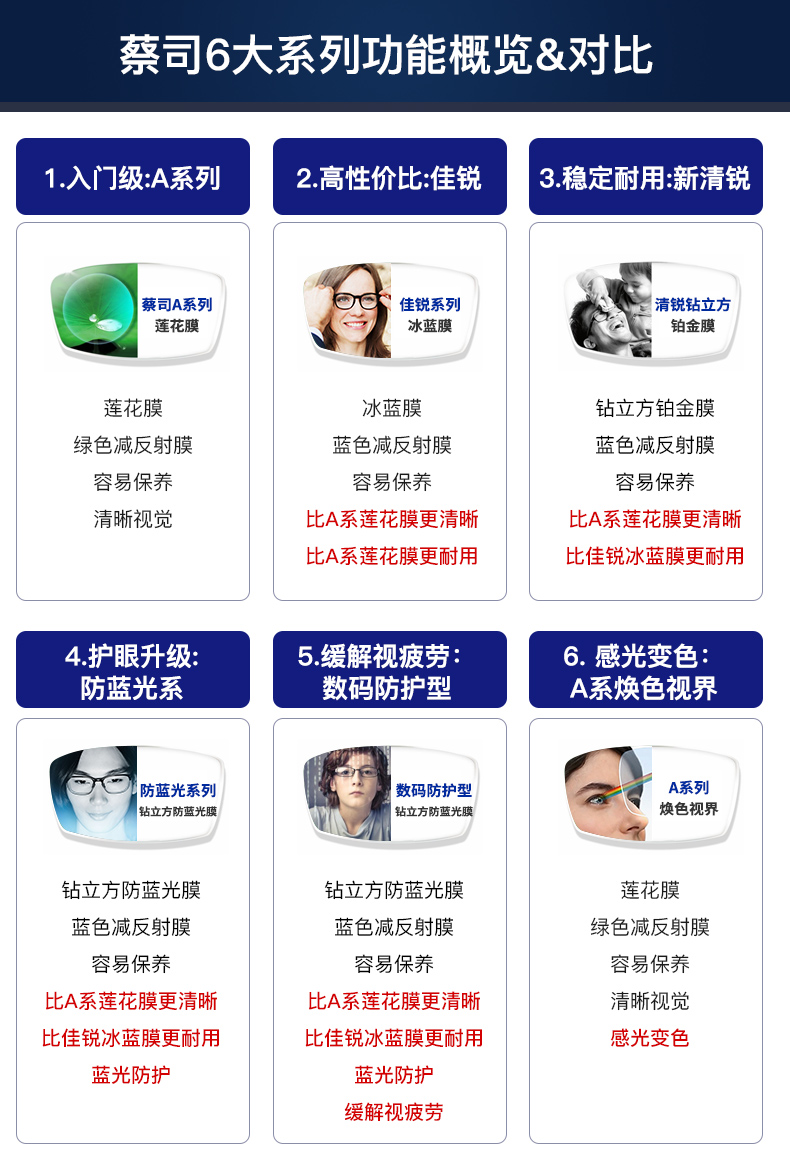 蔡司6大系列功能概览&对比
1.入门级:A系列
蔡司A系列
莲花膜
莲花膜
绿色减反射膜
容易保养
清晰视觉
2.高性价比:佳锐
佳锐系列
冰蓝膜
冰蓝膜
蓝色减反射膜
容易保养
比A系莲花膜更清晰
比A系莲花膜更耐用
3.稳定耐用:新清锐
清锐钻立方
铂金膜
钻立方铂金膜
蓝色减反射膜
容易保养
比A系莲花膜更清晰
比佳锐冰蓝膜更耐用
4.护眼升级:
防蓝光系
防蓝光系列
钻立方防蓝光膜
钻立方防蓝光膜
蓝色减反射膜
容易保养
比A系莲花膜更清晰
比佳锐冰蓝膜更耐用
蓝光防护
5.缓解视疲劳：
数码防护型
数码防护型
钻立方防蓝光膜
钻立方防蓝光膜
蓝色减反射膜
容易保养
比A系莲花膜更清晰
比佳锐冰蓝膜更耐用
蓝光防护
缓解视疲劳
6. 感光变色：
A系焕色视界
A系列
焕色视界
莲花膜
绿色减反射膜
容易保养
清晰视觉
感光变色